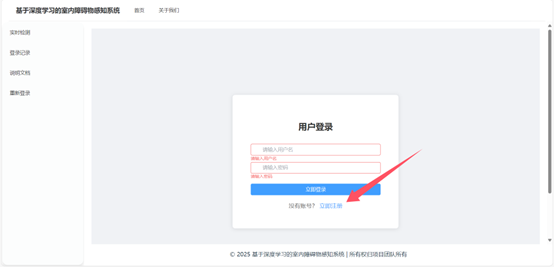 基于深度学习的室内障碍物感知系统
首页
关于我们
实时检测
登录记录
说明文档
重新登录
用户登录
请输入用户名
请输入用户名
请输入密码
请输入密码
立即登录
没有账号？ 立即注册
© 2025 基于深度学习的室内障碍物感知系统 | 所有权归项目团队所有